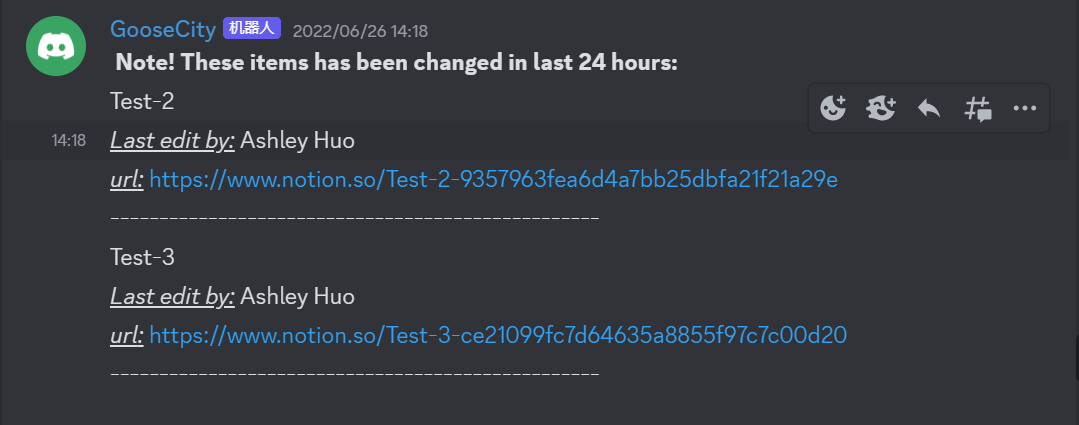 GooseCity 机器人 2022/06/26 14:18
Note! These items has been changed in last 24 hours:
Test-2
14:18 Last edit by: Ashley Huo
url: https://www.notion.so/Test-2-9357963fea6d4a7bb25dbfa21f21a29e
--------------------------------------------------
Test-3
Last edit by: Ashley Huo
url: https://www.notion.so/Test-3-ce21099fc7d64635a8855f97c7c00d20
--------------------------------------------------